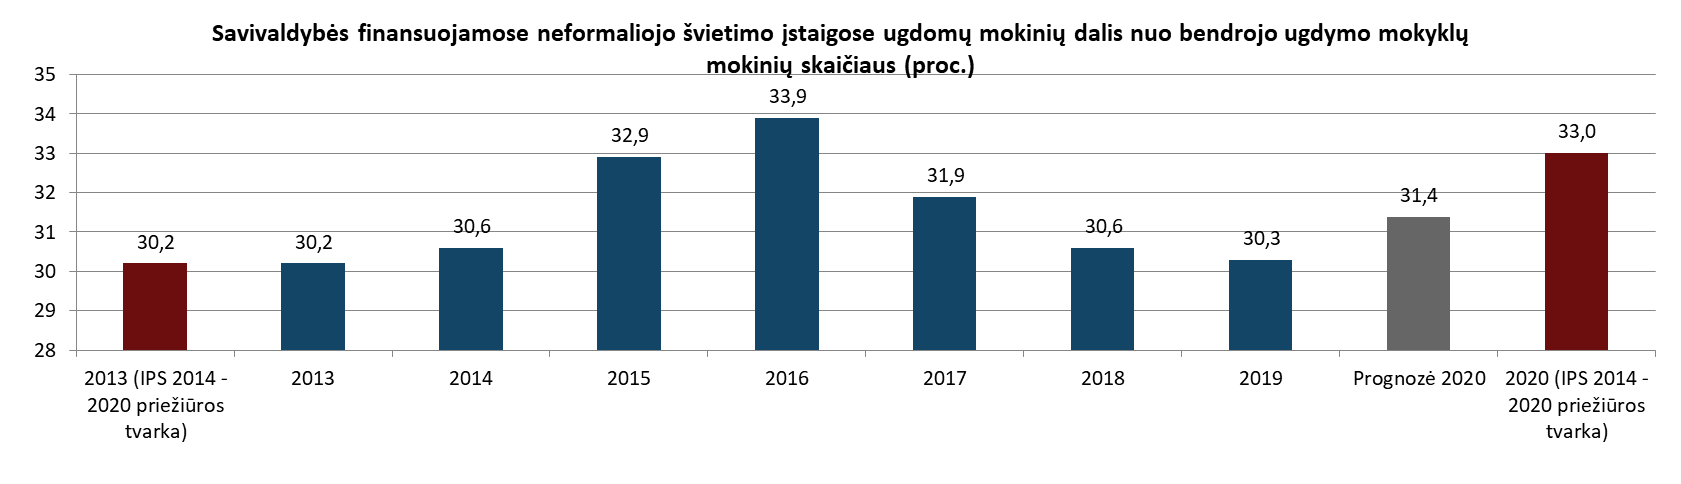 Savivaldybės finansuojamose neformaliojo švietimo įstaigose ugdomų mokinių dalis nuo bendrojo ugdymo mokyklų
mokinių skaičiaus (proc.)
35
34
33
32
31
30
29
28
30,2
30,2
30,6
32,9
33,9
31,9
30,6
30,3
31,4
33,0
2013 (IPS 2014 -
2020 priežiūros
tvarka)
2013
2014
2015
2016
2017
2018
2019
Prognozė 2020
2020 (IPS 2014 -
2020 priežiūros
tvarka)